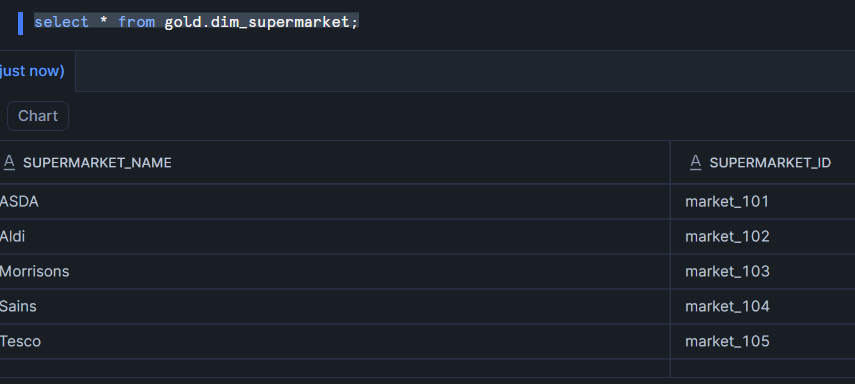 select * from gold.dim_supermarket;
just now)
Chart
A SUPERMARKET_NAME A SUPERMARKET_ID
ASDA market_101
Aldi market_102
Morrisons market_103
Sains market_104
Tesco market_105